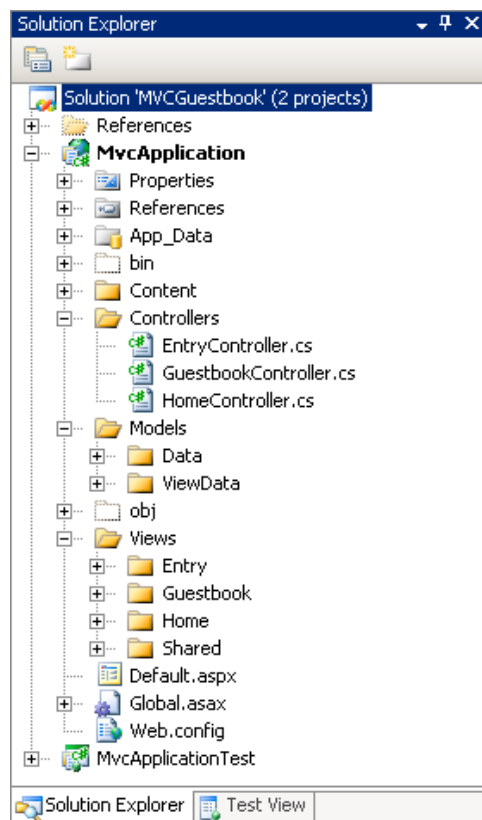 Solution Explorer
Solution 'MVCGuestbook' (2 projects)
References
MvcApplication
Properties
References
App_Data
bin
Content
Controllers
EntryController.cs
GuestbookController.cs
HomeController.cs
Models
Data
ViewData
obj
Views
Entry
Guestbook
Home
Shared
Default.aspx
Global.asax
Web.config
MvcApplicationTest
Solution Explorer Test View